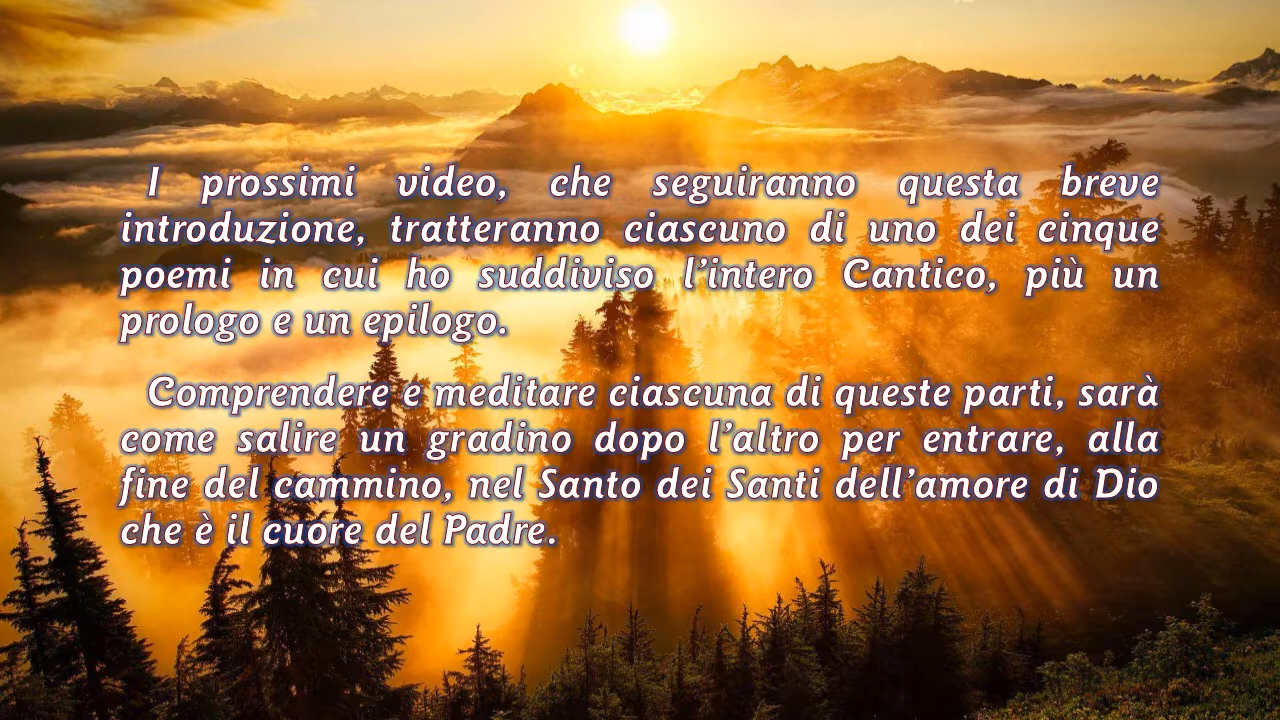 I prossimi video, che seguiranno questa breve
introduzione, tratteranno ciascuno di uno dei cinque
poemi in cui ho suddiviso l’intero Cantico, più un
prologo e un epilogo.
Comprendere e meditare ciascuna di queste parti, sarà
come salire un gradino dopo l’altro per entrare, alla
fine del cammino, nel Santo dei Santi dell’amore di Dio
che è il cuore del Padre.